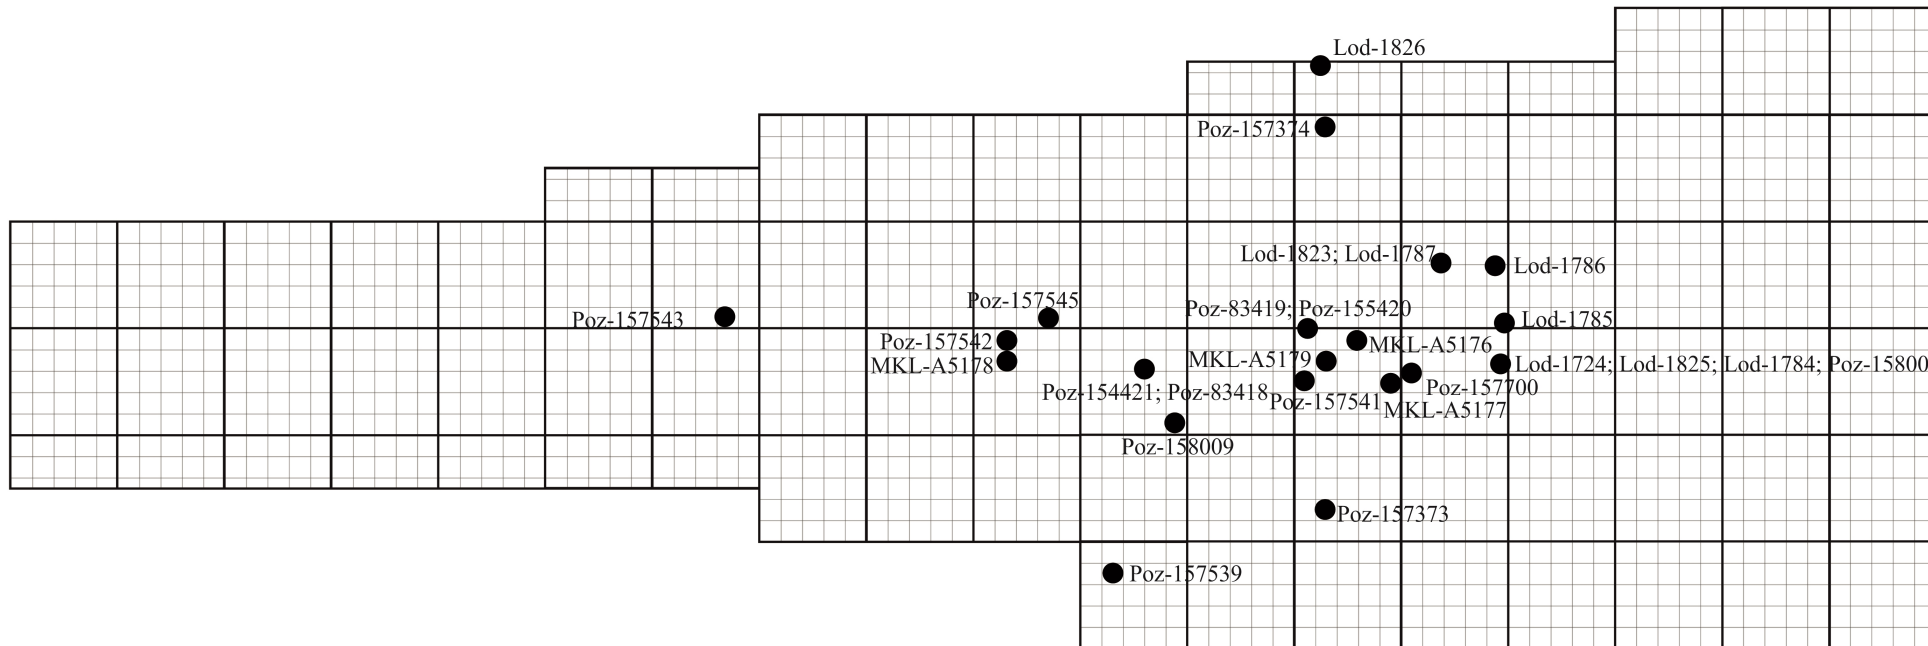 Lod-1826
Poz-157374
Lod-1823; Lod-1787
Lod-1786
Poz-157545
Poz-83419; Poz-155420
Poz-157543
Lod-1785
Poz-157542
MKL-A5176
MKL-A5179
MKL-A5178
Lod-1724; Lod-1825; Lod-1784; Poz-15800
Poz-154421; Poz-83418
Poz-157700
Poz-157541
MKL-A5177
Poz-158009
Poz-157373
Poz-157539